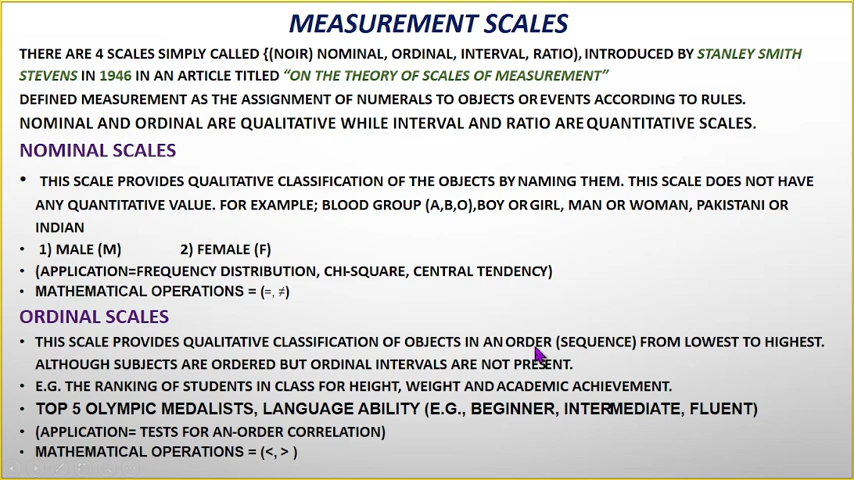 MEASUREMENT SCALES
THERE ARE 4 SCALES SIMPLY CALLED {(NOIR) NOMINAL, ORDINAL, INTERVAL, RATIO), INTRODUCED BY STANLEY SMITH
STEVENS IN 1946 IN AN ARTICLE TITLED “ON THE THEORY OF SCALES OF MEASUREMENT”
DEFINED MEASUREMENT AS THE ASSIGNMENT OF NUMERALS TO OBJECTS OR EVENTS ACCORDING TO RULES.
NOMINAL AND ORDINAL ARE QUALITATIVE WHILE INTERVAL AND RATIO ARE QUANTITATIVE SCALES.
NOMINAL SCALES
• THIS SCALE PROVIDES QUALITATIVE CLASSIFICATION OF THE OBJECTS BY NAMING THEM. THIS SCALE DOES NOT HAVE
ANY QUANTITATIVE VALUE. FOR EXAMPLE; BLOOD GROUP (A,B,O),BOY OR GIRL, MAN OR WOMAN, PAKISTANI OR
INDIAN
• 1) MALE (M) 2) FEMALE (F)
• (APPLICATION=FREQUENCY DISTRIBUTION, CHI-SQUARE, CENTRAL TENDENCY)
• MATHEMATICAL OPERATIONS = (=, ≠)
ORDINAL SCALES
• THIS SCALE PROVIDES QUALITATIVE CLASSIFICATION OF OBJECTS IN AN ORDER (SEQUENCE) FROM LOWEST TO HIGHEST.
ALTHOUGH SUBJECTS ARE ORDERED BUT ORDINAL INTERVALS ARE NOT PRESENT.
• E.G. THE RANKING OF STUDENTS IN CLASS FOR HEIGHT, WEIGHT AND ACADEMIC ACHIEVEMENT.
• TOP 5 OLYMPIC MEDALISTS, LANGUAGE ABILITY (E.G., BEGINNER, INTERMEDIATE, FLUENT)
• (APPLICATION= TESTS FOR AN-ORDER CORRELATION)
• MATHEMATICAL OPERATIONS = (<, > )